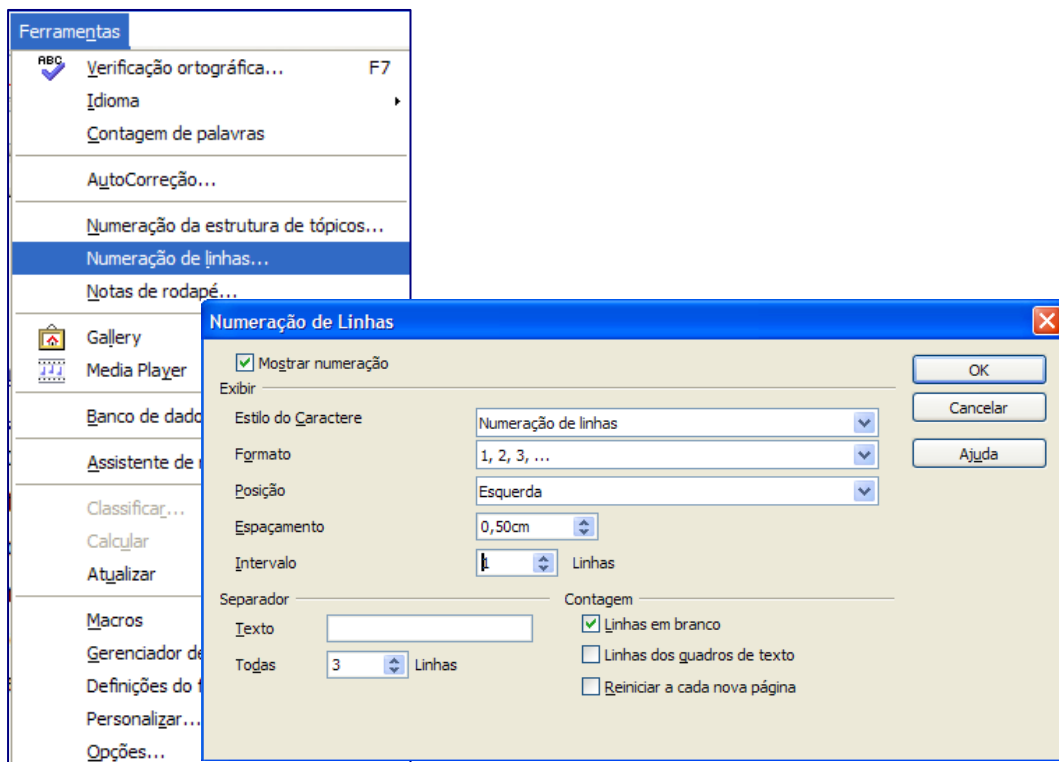 Ferramentas
ABC
Verificação ortográfica... F7
Idioma
Contagem de palavras
AutoCorreção...
Numeração da estrutura de tópicos...
Numeração de linhas...
Notas de rodapé...
Gallery
Media Player
Banco de dado
Assistente de
Classificar...
Calcular
Atualizar
Macros
Gerenciador de
Definições do
Personalizar...
Opções...
Numeração de Linhas
Mostrar numeração
Exibir
Estilo do Caractere Numeração de linhas
Formato 1, 2, 3, ...
Posição Esquerda
Espaçamento 0,50cm
Intervalo 1 Linhas
Separador
Texto
Todas 3 Linhas
Contagem
Linhas em branco
Linhas dos quadros de texto
Reiniciar a cada nova página
OK
Cancelar
Ajuda